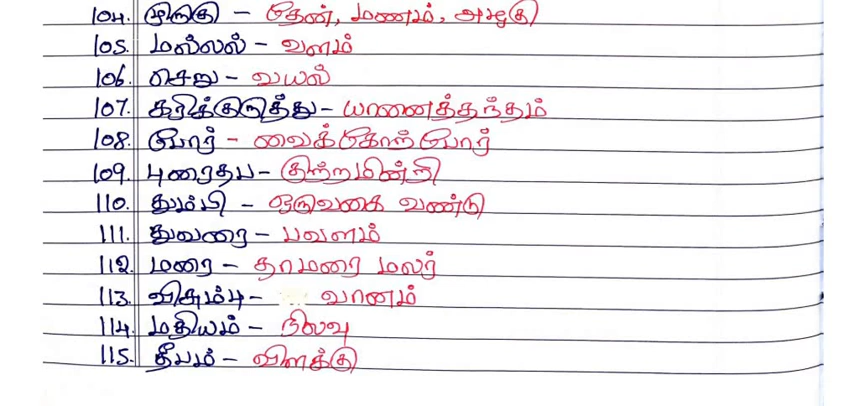 104. முருகு - தேன், மணம், அழகு
105. மல்லல் - வளம்
106. செறு - வயல்
107. கரிக்குருத்து - யானைத்தந்தம்
108. போர் - வைக்கோற்போர்
109. புரைதப - குற்றமின்றி
110. தும்பி - ஒருவகை வண்டு
111. துவரை - பவளம்
112. மரை - தாமரை மலர்
113. விசும்பு - வானம்
114. மதியம் - நிலவு
115. தீபம் - விளக்கு